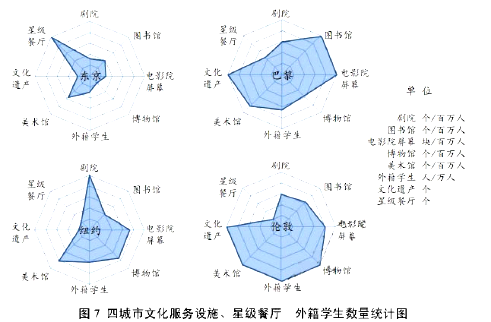 剧院
图书馆
电影院
屏幕
博物馆
外籍学生
美术馆
文化
遗产
星级
餐厅
东京
剧院
图书馆
电影院
屏幕
博物馆
外籍学生
美术馆
文化
遗产
星级
餐厅
巴黎
单位
剧院 个/百万人
图书馆 个/百万人
电影院屏幕 块/百万人
博物馆 个/百万人
美术馆 个/百万人
外籍学生 人/万人
文化遗产 个
星级餐厅 个
剧院
图书馆
电影院
屏幕
博物馆
外籍学生
美术馆
文化
遗产
星级
餐厅
纽约
剧院
图书馆
电影院
屏幕
博物馆
外籍学生
美术馆
文化
遗产
星级
餐厅
伦敦
图 7 四城市文化服务设施、星级餐厅 外籍学生数量统计图